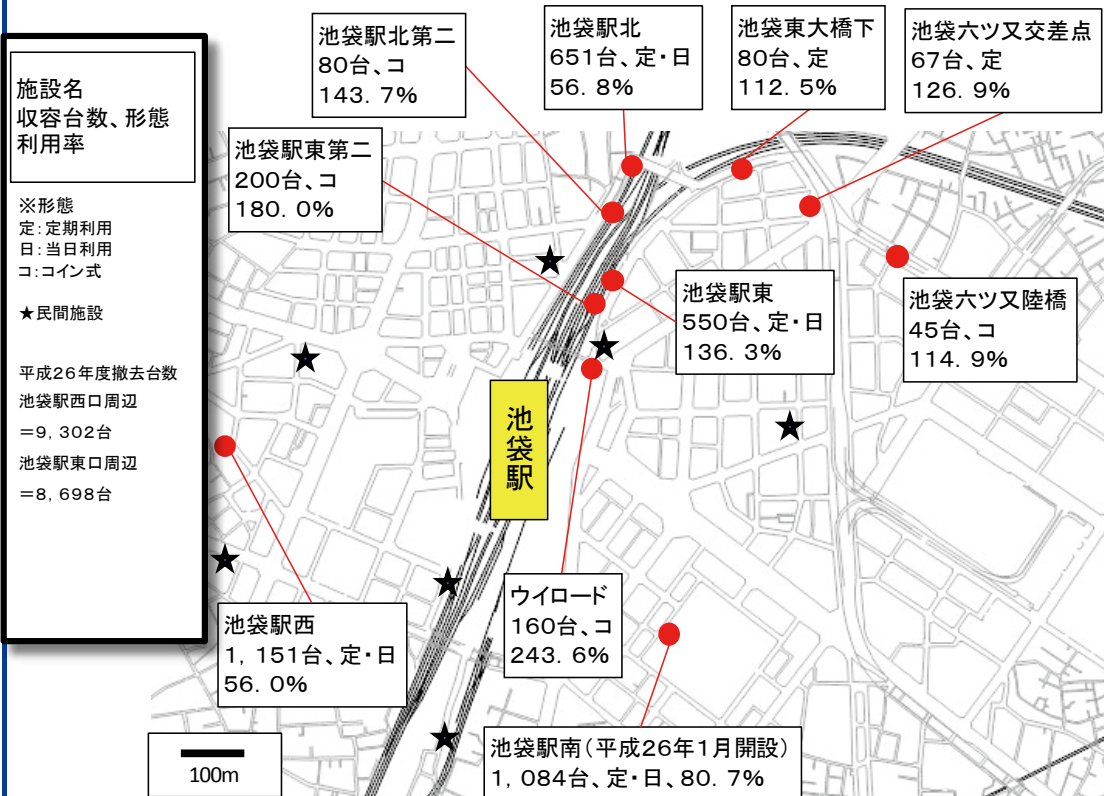 施設名
収容台数、形態
利用率
※形態
定:定期利用
日:当日利用
コ:コイン式
★民間施設
平成26年度撤去台数
池袋駅西口周辺
=9,302台
池袋駅東口周辺
=8,698台
池袋駅北第二
80台、コ
143.7%
池袋駅北
651台、定・日
56.8%
池袋東大橋下
80台、定
112.5%
池袋六ツ又交差点
67台、定
126.9%
池袋駅東第二
200台、コ
180.0%
池袋駅東
550台、定・日
136.3%
池袋六ツ又陸橋
45台、コ
114.9%
池袋駅
ウイロード
160台、コ
243.6%
池袋駅西
1,151台、定・日
56.0%
池袋駅南(平成26年1月開設)
1,084台、定・日、80.7%
100m